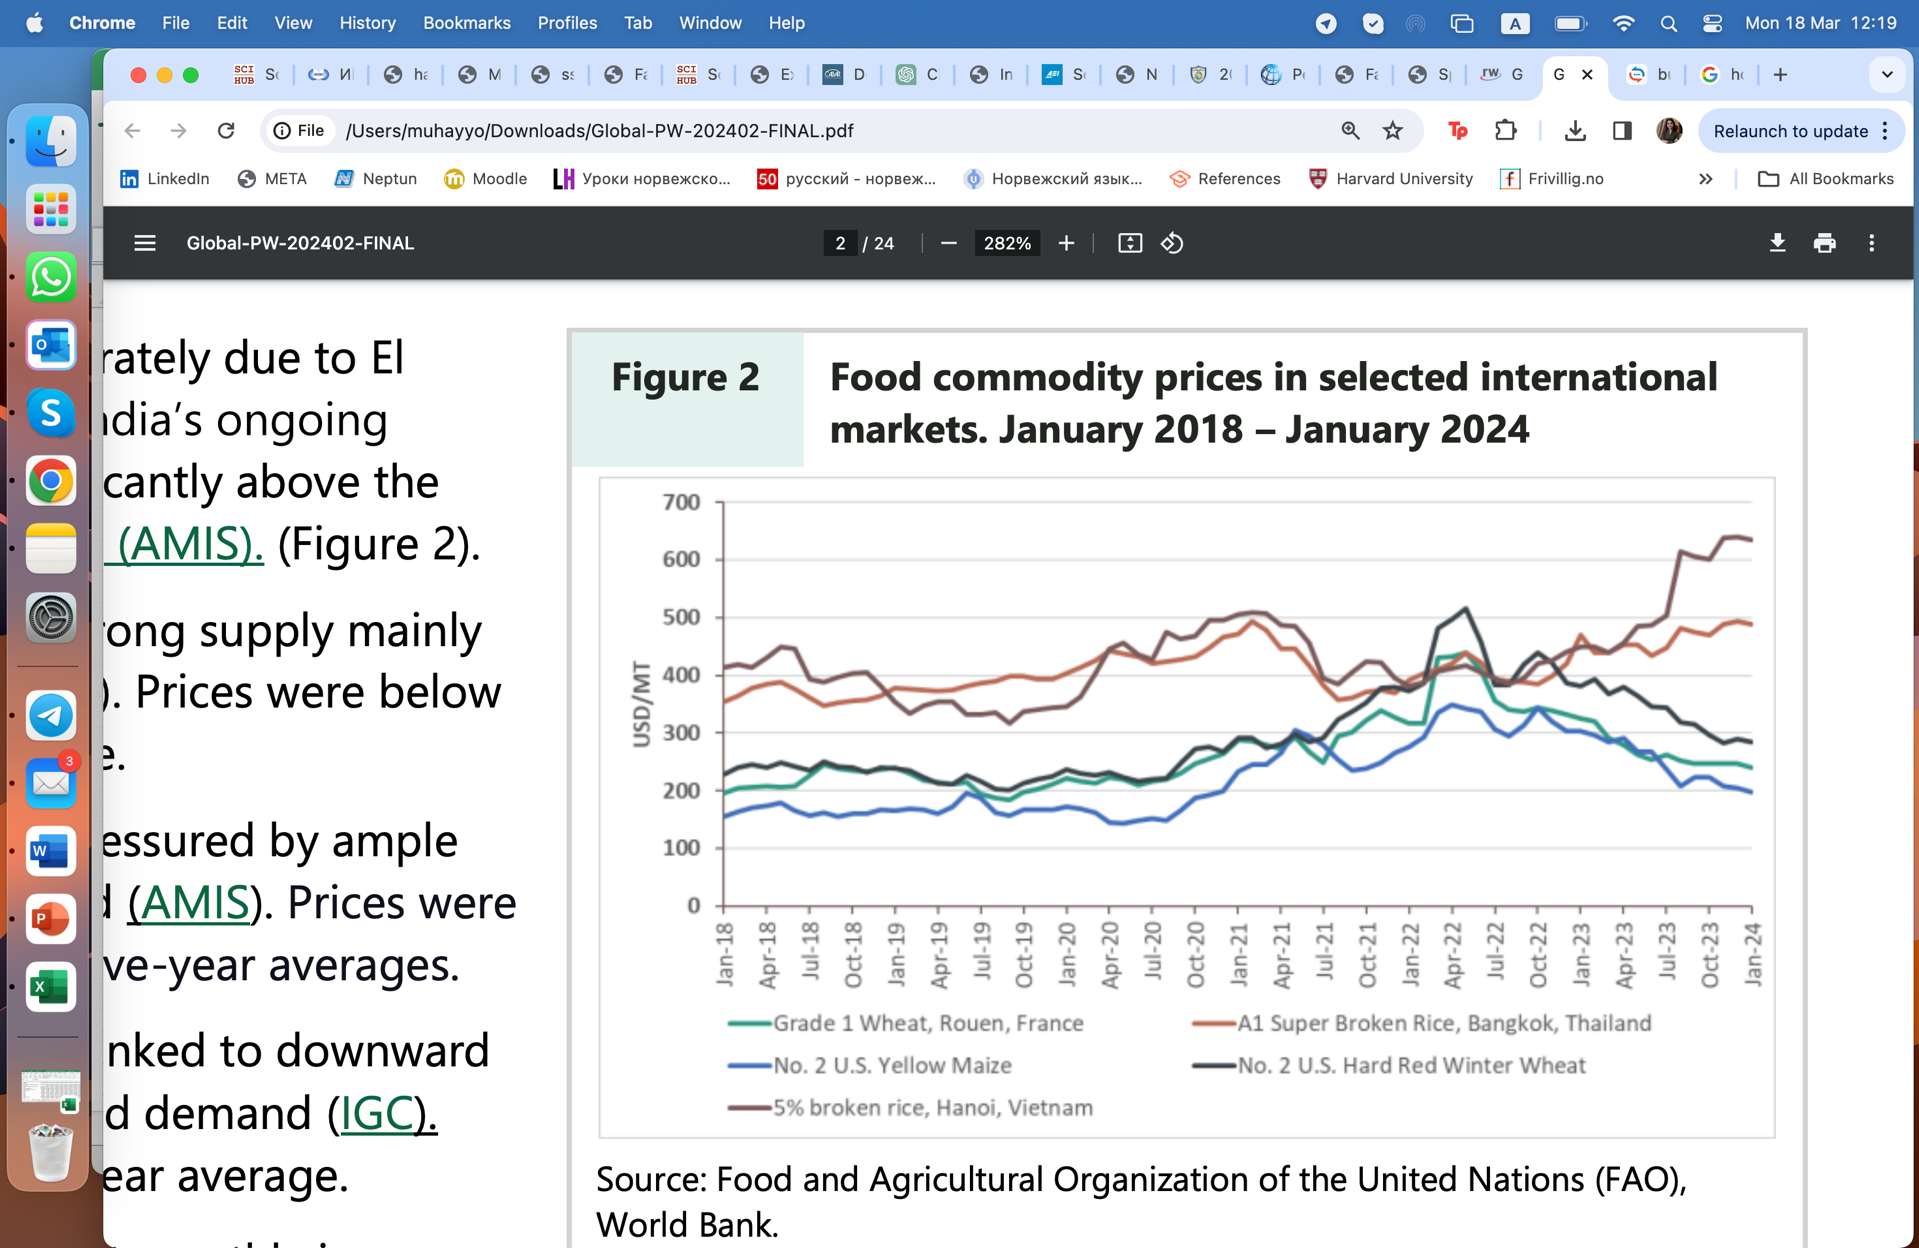 Chrome File Edit View History Bookmarks Profiles Tab Window Help
A
Mon 18 Mar 12:19
SCI HUB
SCI HUB
D
C
In
ABI
N
rw G
G
G
/Users/muhayyo/Downloads/Global-PW-202402-FINAL.pdf
File
Tp
Relaunch to update
LinkedIn META Neptun Moodle Уроки норвежско... русский - норвеж... Норвежский язык... References Harvard University Frivillig.no » All Bookmarks
Global-PW-202402-FINAL
2 / 24
282%
rately due to El
ndia's ongoing
cantly above the
(AMIS). (Figure 2).
rong supply mainly
). Prices were below
e.
essured by ample
d (AMIS). Prices were
ve-year averages.
nked to downward
d demand (IGC).
ear average.
Figure 2
Food commodity prices in selected international
markets. January 2018 – January 2024
USD/MT
700
600
500
400
300
200
100
0
Jan-18 Apr-18 Jul-18 Oct-18 Jan-19 Apr-19 Jul-19 Oct-19 Jan-20 Apr-20 Jul-20 Oct-20 Jan-21 Apr-21 Jul-21 Oct-21 Jan-22 Apr-22 Jul-22 Oct-22 Jan-23 Apr-23 Jul-23 Oct-23 Jan-24
Grade 1 Wheat, Rouen, France
A1 Super Broken Rice, Bangkok, Thailand
No. 2 U.S. Yellow Maize
No. 2 U.S. Hard Red Winter Wheat
5% broken rice, Hanoi, Vietnam
Source: Food and Agricultural Organization of the United Nations (FAO),
World Bank.
3